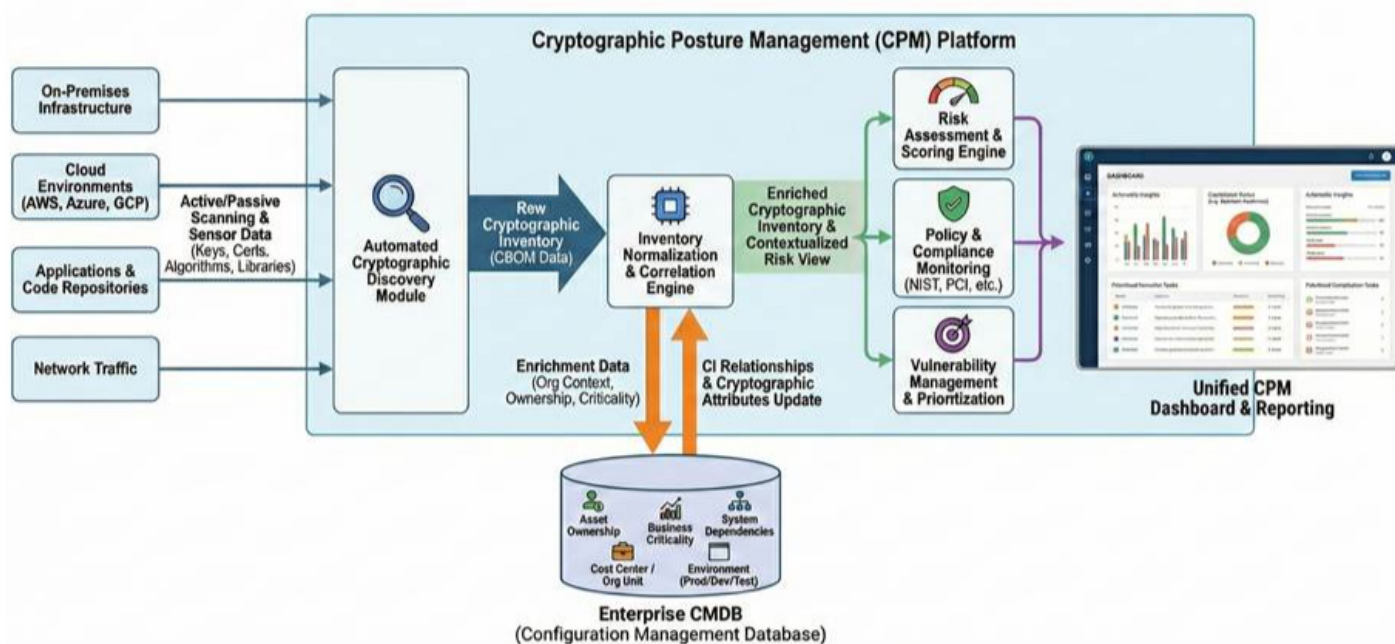 Cryptographic Posture Management (CPM) Platform
On-Premises
Infrastructure
Cloud
Environments
(AWS, Azure, GCP)
Applications &
Code Repositories
Network Traffic
Active/Passive
Scanning &
Sensor Data
(Keys, Certs.
Algorithms, Libraries)
Automated
Cryptographic
Discovery
Module
Rew
Cryptographic
Inventory
(CBOM Data)
Inventory
Normalization
& Correlation
Engine
Enriched
Cryptographic
Inventory &
Contextualized
Risk View
Risk
Assessment &
Scoring Engine
Policy &
Compliance
Monitoring
(NIST, PCI, etc.)
Vulnerability
Management
& Prioritization
DASHBOARD
Unified CPM
Dashboard & Reporting
Enrichment Data
(Org Context,
Ownership, Criticality)
CI Relationships
& Cryptographic
Attributes Update
Asset
Ownership
Business
Criticality
System
Dependencies
Cost Center /
Org Unit
Environment
(Prod/Dev/Test)
Enterprise CMDB
(Configuration Management Database)